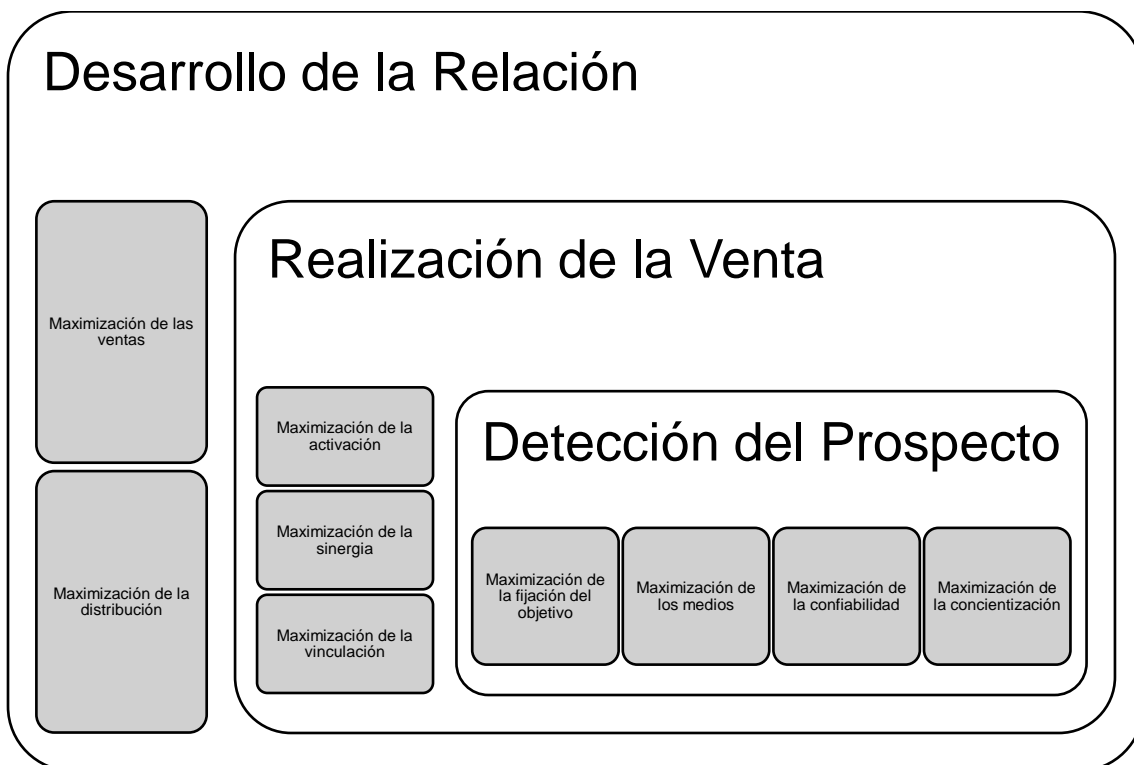 Desarrollo de la Relación
Maximización de las
ventas
Maximización de la
distribución
Realización de la Venta
Maximización de la
activación
Maximización de la
sinergia
Maximización de la
vinculación
Detección del Prospecto
Maximización de
la fijación del
objetivo
Maximización de
los medios
Maximización de
la confiabilidad
Maximización de
la concientización